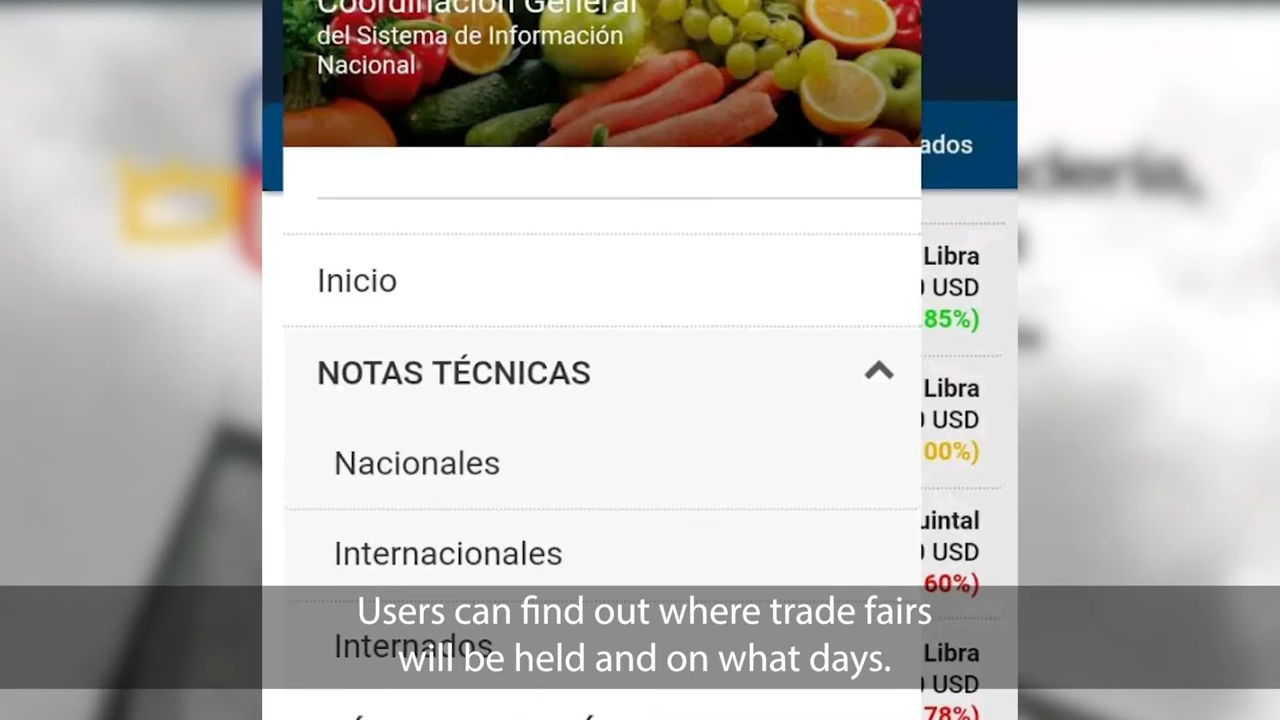 Coordinación General
del Sistema de Información
Nacional
ados
Inicio
NOTAS TÉCNICAS
Nacionales
Internacionales
Internados
Libra
USD
85%)
Libra
USD
00%)
uintal
USD
60%)
Libra
USD
78%)
Users can find out where trade fairs
will be held and on what days.